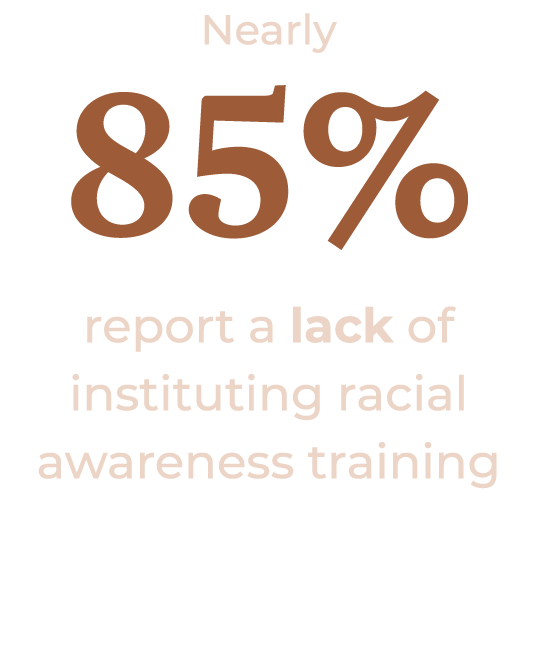 Nearly
85%
report a lack of
instituting racial
awareness training